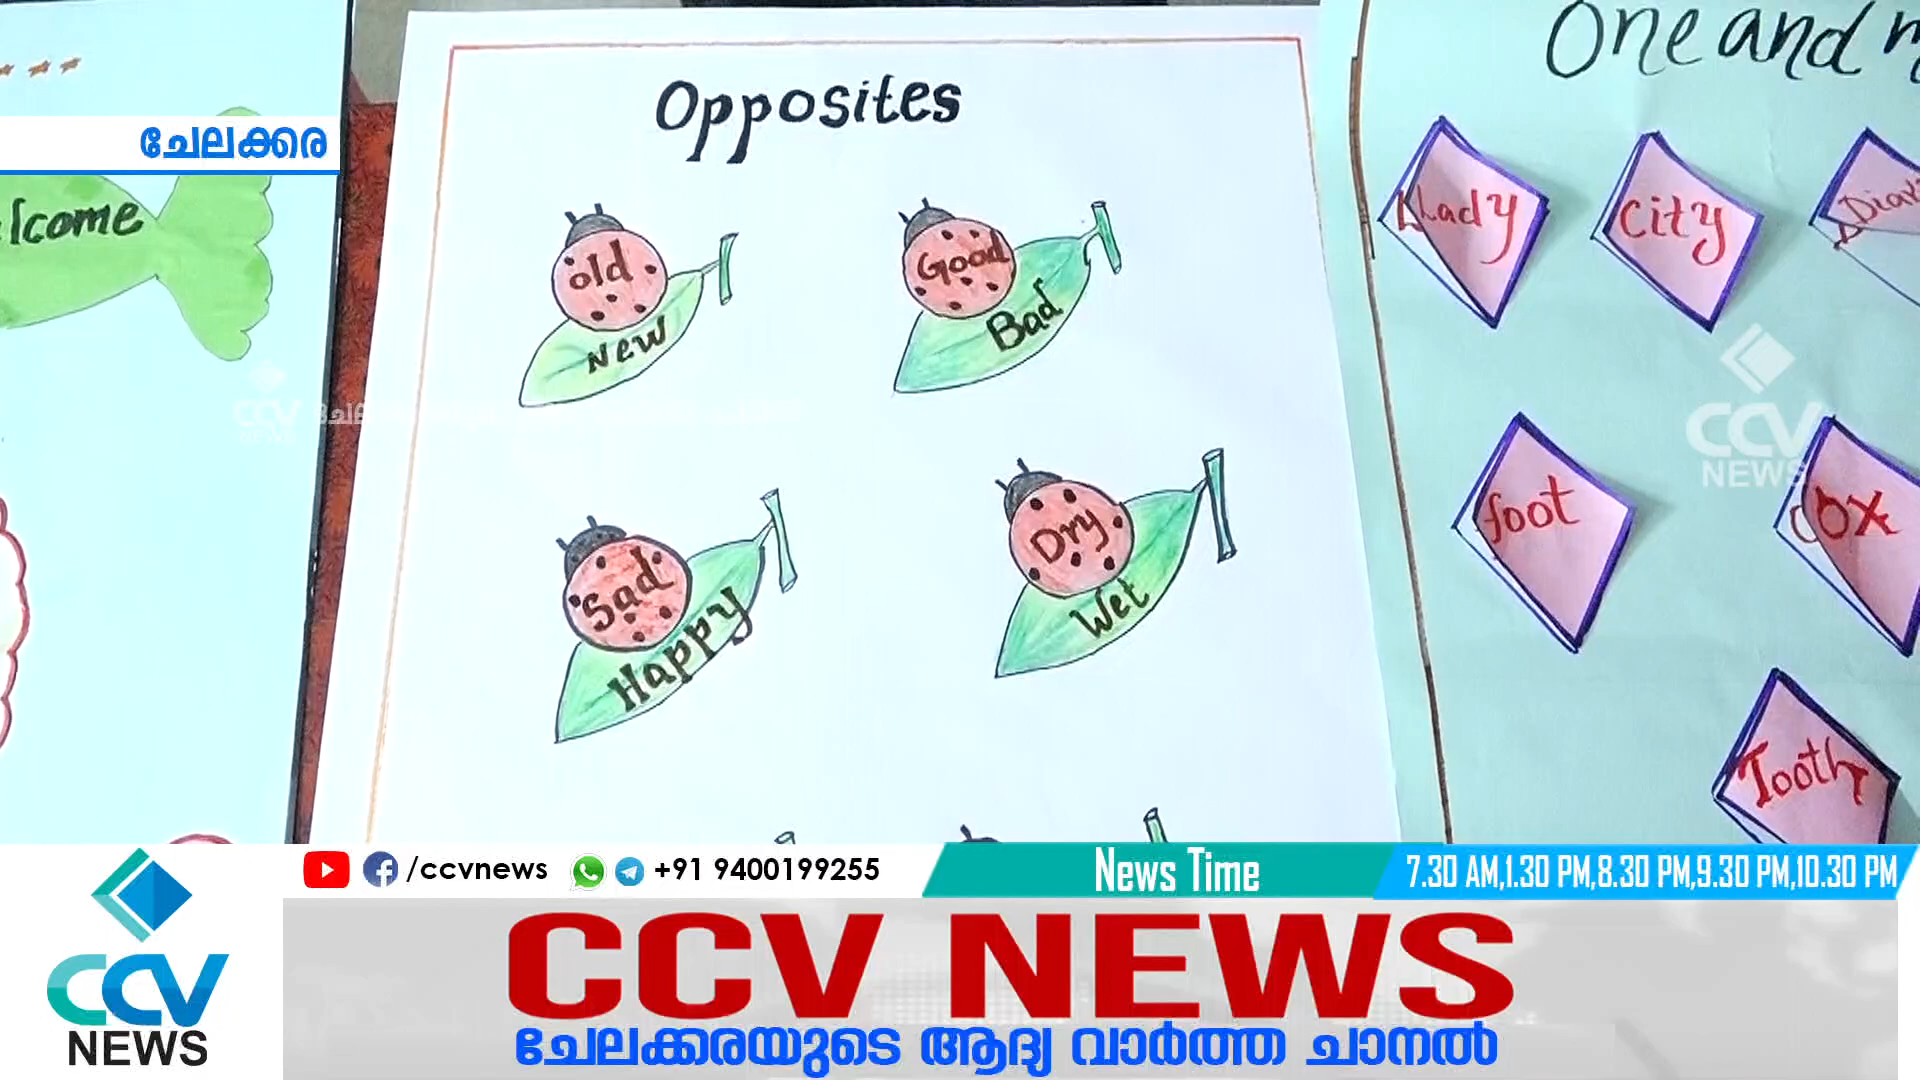 ചേലക്കര
lcome
Opposites
old
New
Good
Bad
Sad
Happy
Dry
Wet
One and
Lady
City
foot
OX
Tooth
CCV
NEWS
/ccvnews
+91 9400199255
News Time
7.30 AM,1.30 PM,8.30 PM,9.30 PM,10.30 PM
CCV
NEWS
CCV NEWS
ചേലക്കരയുടെ ആദ്യ വാർത്ത ചാനൽ